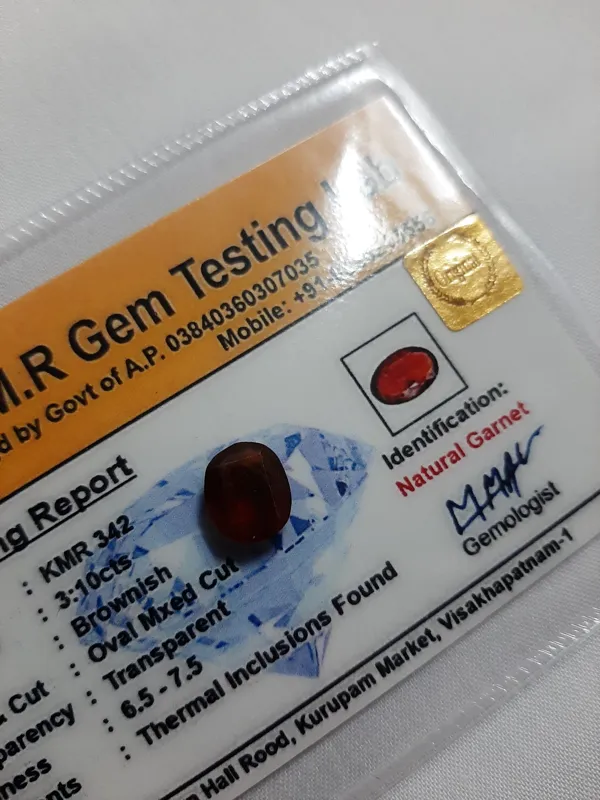 M.R Gem Testing Lab
d by Govt of A.P. 03840360307035
Mobile: +91
Identification:
Natural Garnet
Gemologist
ng Report
: KMR 342
: 3:10cts
: Brownish
: Oval Mxed Cut
Cut : Transparent
parency : 6.5 - 7.5
ness : Thermal Inclusions Found
nts
Hall Rood, Kurupam Market, Visakhapatnam-1